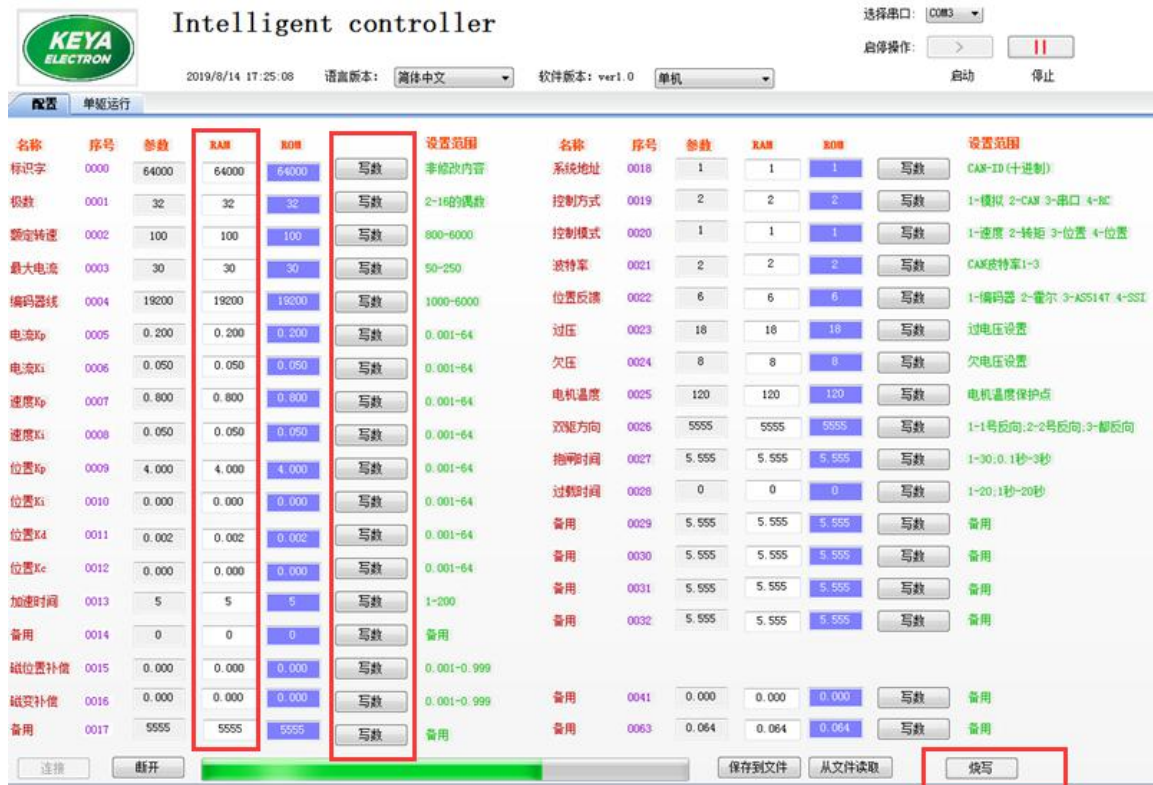 KEYA
ELECTRON
Intelligent controller
选择串口: COM3
启停操作: > ||
启动 停止
2019/8/14 17:25:08 语言版本: 简体中文 软件版本: ver1.0 单机
配置 单驱运行
名称 序号 参数 RAM ROM 设置范围 名称 序号 参数 RAM ROM 设置范围
标识字 0000 64000 64000 64000 写数 非修改内容 系统地址 0018 1 1 1 写数 CAN-ID(十进制)
极数 0001 32 32 32 写数 2-16的偶数 控制方式 0019 2 2 2 写数 1-模拟 2-CAN 3-串口 4-RC
额定转速 0002 100 100 100 写数 800-6000 控制模式 0020 1 1 1 写数 1-速度 2-转矩 3-位置 4-位置
最大电流 0003 30 30 30 写数 50-250 波特率 0021 2 2 2 写数 CAN波特率1-3
编码器线 0004 19200 19200 19200 写数 1000-6000 位置反馈 0022 6 6 6 写数 1-编码器 2-霍尔 3-AS5147 4-SSI
电流Kp 0005 0.200 0.200 0.200 写数 0.001-64 过压 0023 18 18 18 写数 过电压设置
电流Ki 0006 0.050 0.050 0.050 写数 0.001-64 欠压 0024 8 8 8 写数 欠电压设置
速度Kp 0007 0.800 0.800 0.800 写数 0.001-64 电机温度 0025 120 120 120 写数 电机温度保护点
速度Ki 0008 0.050 0.050 0.050 写数 0.001-64 双驱方向 0026 5555 5555 5555 写数 1-1号反向;2-2号反向;3-都反向
位置Kp 0009 4.000 4.000 4.000 写数 0.001-64 抱闸时间 0027 5.555 5.555 5.555 写数 1-30:0.1秒-3秒
位置Ki 0010 0.000 0.000 0.000 写数 0.001-64 过载时间 0028 0 0 0 写数 1-20;1秒-20秒
位置Kd 0011 0.002 0.002 0.002 写数 0.001-64 备用 0029 5.555 5.555 5.555 写数 备用
位置Kc 0012 0.000 0.000 0.000 写数 0.001-64 备用 0030 5.555 5.555 5.555 写数 备用
加速时间 0013 5 5 5 写数 1-200 备用 0031 5.555 5.555 5.555 写数 备用
备用 0014 0 0 0 写数 备用 备用 0032 5.555 5.555 5.555 写数 备用
磁位置补偿 0015 0.000 0.000 0.000 写数 0.001-0.999
磁变补偿 0016 0.000 0.000 0.000 写数 0.001-0.999 备用 0041 0.000 0.000 0.000 写数 备用
备用 0017 5555 5555 5555 写数 备用 备用 0063 0.064 0.064 0.064 写数 备用
连接 断开 保存到文件 从文件读取 烧写